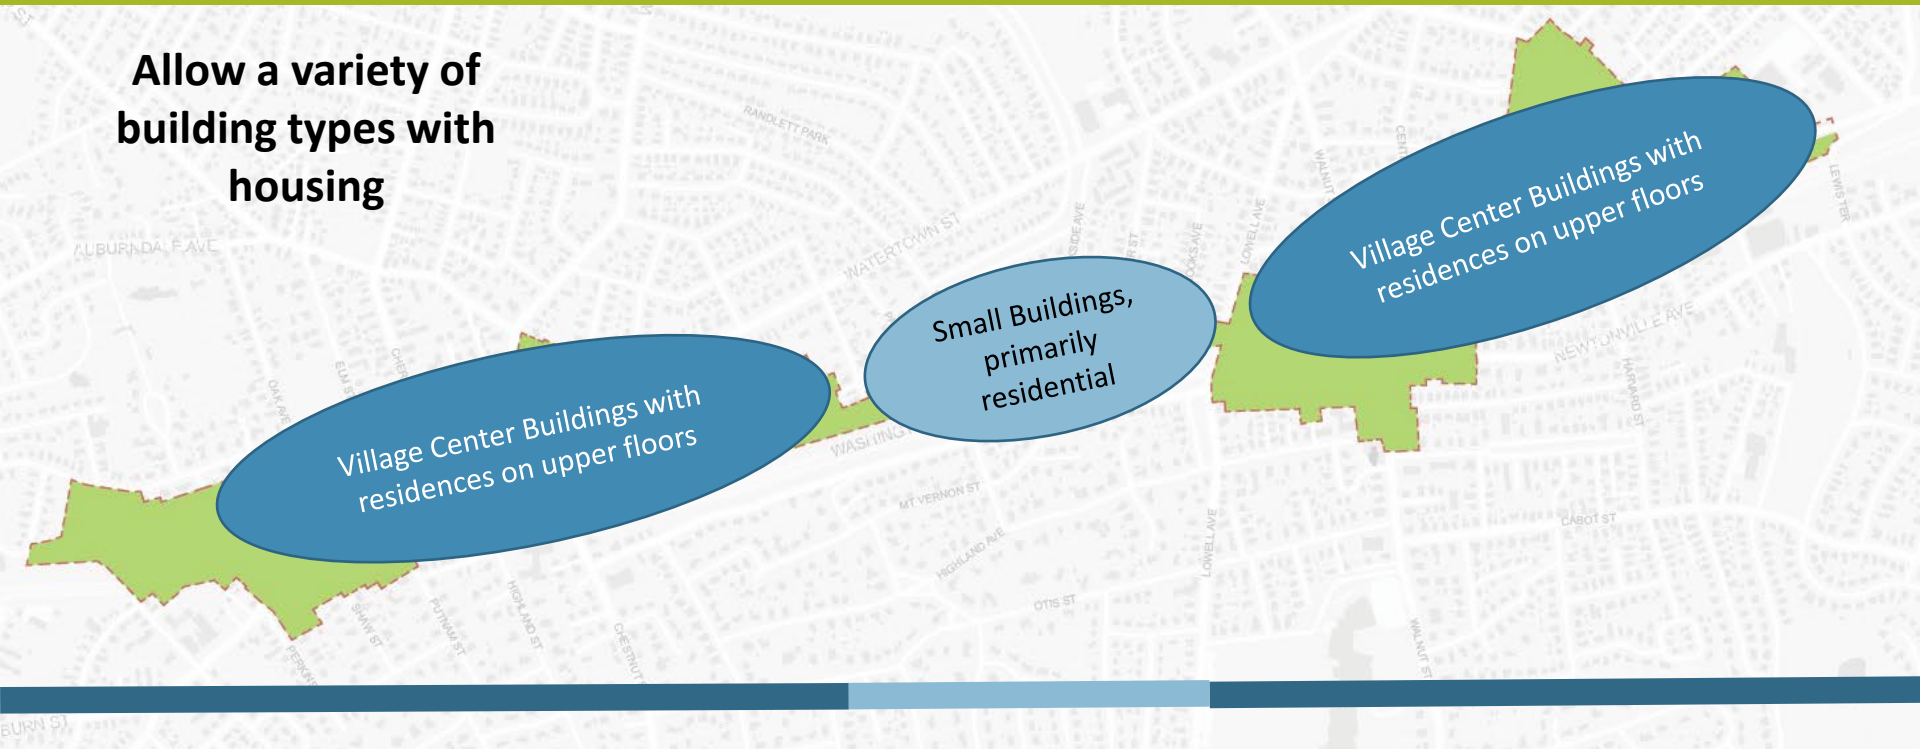 Allow a variety of
building types with
housing
Village Center Buildings with
residences on upper floors
Small Buildings,
primarily
residential
Village Center Buildings with
residences on upper floors
RANDLETT PARK
AUBURNDALE AVE
WATERTOWN ST
LOWELL AVE
WALNUT
LEWIS TER
NEWTONVILLE AVE
HARVARD ST
OAK AVE
ELM ST
MT VERNON ST
HIGHLAND AVE
LOWELL AVE
CABOT ST
OTIS ST
SHAW ST
PUTNAM ST
HIGHLAND ST
CHESTNUT
WALNUT ST